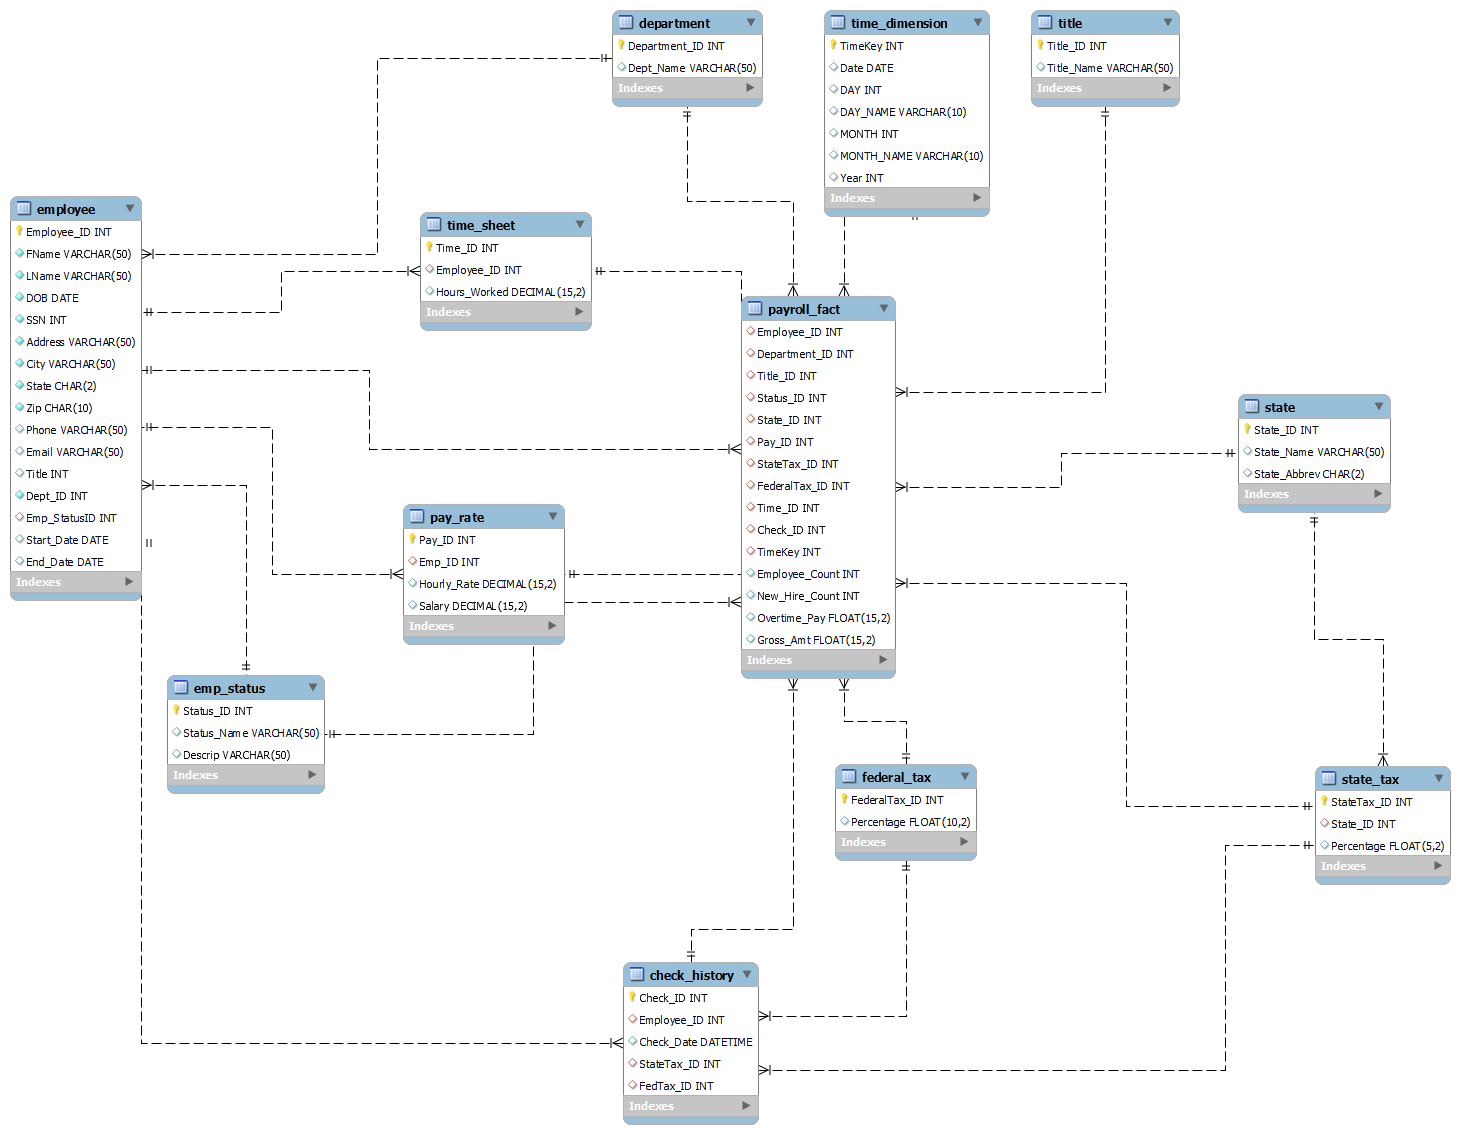 department
Department_ID INT
Dept_Name VARCHAR(50)
Indexes
time_dimension
TimeKey INT
Date DATE
DAY INT
DAY_NAME VARCHAR(10)
MONTH INT
MONTH_NAME VARCHAR(10)
Year INT
Indexes
title
Title_ID INT
Title_Name VARCHAR(50)
Indexes
employee
Employee_ID INT
FName VARCHAR(50)
LName VARCHAR(50)
DOB DATE
SSN INT
Address VARCHAR(50)
City VARCHAR(50)
State CHAR(2)
Zip CHAR(10)
Phone VARCHAR(50)
Email VARCHAR(50)
Title INT
Dept_ID INT
Emp_StatusID INT
Start_Date DATE
End_Date DATE
Indexes
time_sheet
Time_ID INT
Employee_ID INT
Hours_Worked DECIMAL(15,2)
Indexes
payroll_fact
Employee_ID INT
Department_ID INT
Title_ID INT
Status_ID INT
State_ID INT
Pay_ID INT
StateTax_ID INT
FederalTax_ID INT
Time_ID INT
Check_ID INT
TimeKey INT
Employee_Count INT
New_Hire_Count INT
Overtime_Pay FLOAT(15,2)
Gross_Amt FLOAT(15,2)
Indexes
state
State_ID INT
State_Name VARCHAR(50)
State_Abbrev CHAR(2)
Indexes
pay_rate
Pay_ID INT
Emp_ID INT
Hourly_Rate DECIMAL(15,2)
Salary DECIMAL(15,2)
Indexes
emp_status
Status_ID INT
Status_Name VARCHAR(50)
Descrip VARCHAR(50)
Indexes
federal_tax
FederalTax_ID INT
Percentage FLOAT(10,2)
Indexes
state_tax
StateTax_ID INT
State_ID INT
Percentage FLOAT(5,2)
Indexes
check_history
Check_ID INT
Employee_ID INT
Check_Date DATETIME
StateTax_ID INT
FedTax_ID INT
Indexes